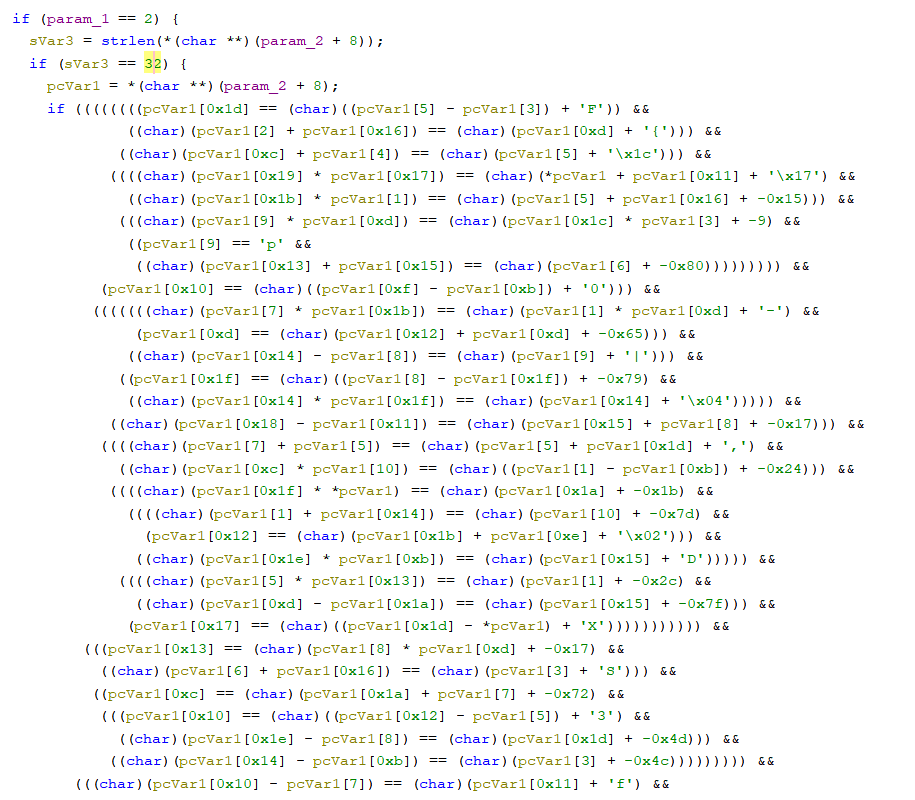 if (param_1 == 2) {
sVar3 = strlen(*(char **)(param_2 + 8));
if (sVar3 == 32) {
pcVar1 = *(char **)(param_2 + 8);
if ((((((((pcVar1[0x1d] == (char)((pcVar1[5] - pcVar1[3]) + 'F')) &&
((char)(pcVar1[2] + pcVar1[0x16]) == (char)(pcVar1[0xd] + '{'))) &&
((char)(pcVar1[0xc] + pcVar1[4]) == (char)(pcVar1[5] + '\x1c'))) &&
((((char)(pcVar1[0x19] * pcVar1[0x17]) == (char)(*pcVar1 + pcVar1[0x11] + '\x17') &&
((char)(pcVar1[0x1b] * pcVar1[1]) == (char)(pcVar1[5] + pcVar1[0x16] + -0x15))) &&
(((char)(pcVar1[9] * pcVar1[0xd]) == (char)(pcVar1[0x1c] * pcVar1[3] + -9) &&
((pcVar1[9] == 'p' &&
((char)(pcVar1[0x13] + pcVar1[0x15]) == (char)(pcVar1[6] + -0x80))))))))) &&
(pcVar1[0x10] == (char)((pcVar1[0xf] - pcVar1[0xb]) + '0'))) &&
(((((((char)(pcVar1[7] * pcVar1[0x1b]) == (char)(pcVar1[1] * pcVar1[0xd] + '-') &&
(pcVar1[0xd] == (char)(pcVar1[0x12] + pcVar1[0xd] + -0x65))) &&
((char)(pcVar1[0x14] - pcVar1[8]) == (char)(pcVar1[9] + '|'))) &&
((pcVar1[0x1f] == (char)((pcVar1[8] - pcVar1[0x1f]) + -0x79) &&
((char)(pcVar1[0x14] * pcVar1[0x1f]) == (char)(pcVar1[0x14] + '\x04'))))) &&
((char)(pcVar1[0x18] - pcVar1[0x11]) == (char)(pcVar1[0x15] + pcVar1[8] + -0x17))) &&
((((char)(pcVar1[7] + pcVar1[5]) == (char)(pcVar1[5] + pcVar1[0x1d] + ',') &&
((char)(pcVar1[0xc] * pcVar1[10]) == (char)((pcVar1[1] - pcVar1[0xb]) + -0x24))) &&
((((char)(pcVar1[0x1f] * *pcVar1) == (char)(pcVar1[0x1a] + -0x1b) &&
((((char)(pcVar1[1] + pcVar1[0x14]) == (char)(pcVar1[10] + -0x7d) &&
(pcVar1[0x12] == (char)(pcVar1[0x1b] + pcVar1[0xe] + '\x02'))) &&
((char)(pcVar1[0x1e] * pcVar1[0xb]) == (char)(pcVar1[0x15] + 'D'))))) &&
((((char)(pcVar1[5] * pcVar1[0x13]) == (char)(pcVar1[1] + -0x2c) &&
((char)(pcVar1[0xd] - pcVar1[0x1a]) == (char)(pcVar1[0x15] + -0x7f))) &&
(pcVar1[0x17] == (char)((pcVar1[0x1d] - *pcVar1) + 'X'))))))))))) &&
(((pcVar1[0x13] == (char)(pcVar1[8] * pcVar1[0xd] + -0x17) &&
((char)(pcVar1[6] + pcVar1[0x16]) == (char)(pcVar1[3] + 'S'))) &&
((pcVar1[0xc] == (char)(pcVar1[0x1a] + pcVar1[7] + -0x72) &&
(((pcVar1[0x10] == (char)((pcVar1[0x12] - pcVar1[5]) + '3') &&
((char)(pcVar1[0x1e] - pcVar1[8]) == (char)(pcVar1[0x1d] + -0x4d))) &&
((char)(pcVar1[0x14] - pcVar1[0xb]) == (char)(pcVar1[3] + -0x4c))))))))) &&
(((char)(pcVar1[0x10] - pcVar1[7]) == (char)(pcVar1[0x11] + 'f') &&